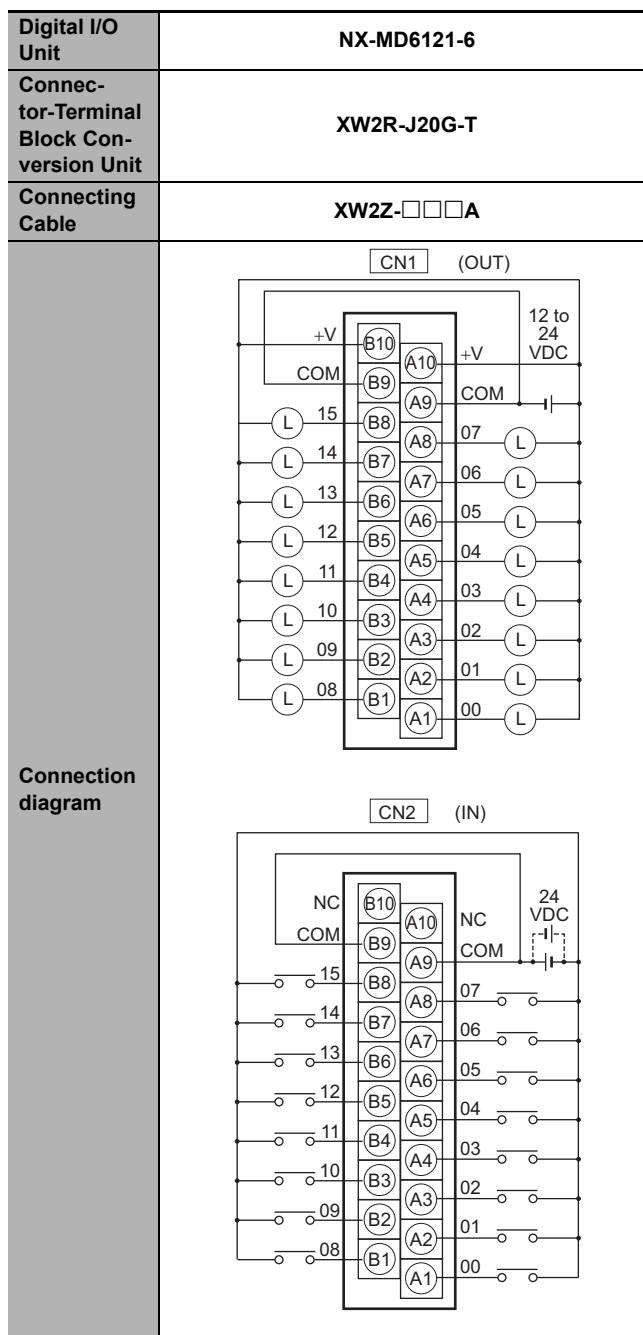 Digital I/O
Unit
NX-MD6121-6
Connec-
tor-Terminal
Block Con-
version Unit
XW2R-J20G-T
Connecting
Cable
XW2Z-□□□A
Connection
diagram
CN1 (OUT)
12 to
24
VDC
+V B10 A10 +V
COM B9 A9 COM
L 15 B8 A8 07 L
L 14 B7 A7 06 L
L 13 B6 A6 05 L
L 12 B5 A5 04 L
L 11 B4 A4 03 L
L 10 B3 A3 02 L
L 09 B2 A2 01 L
L 08 B1 A1 00 L
CN2 (IN)
24
VDC
NC B10 A10 NC
COM B9 A9 COM
15 B8 A8 07
14 B7 A7 06
13 B6 A6 05
12 B5 A5 04
11 B4 A4 03
10 B3 A3 02
09 B2 A2 01
08 B1 A1 00